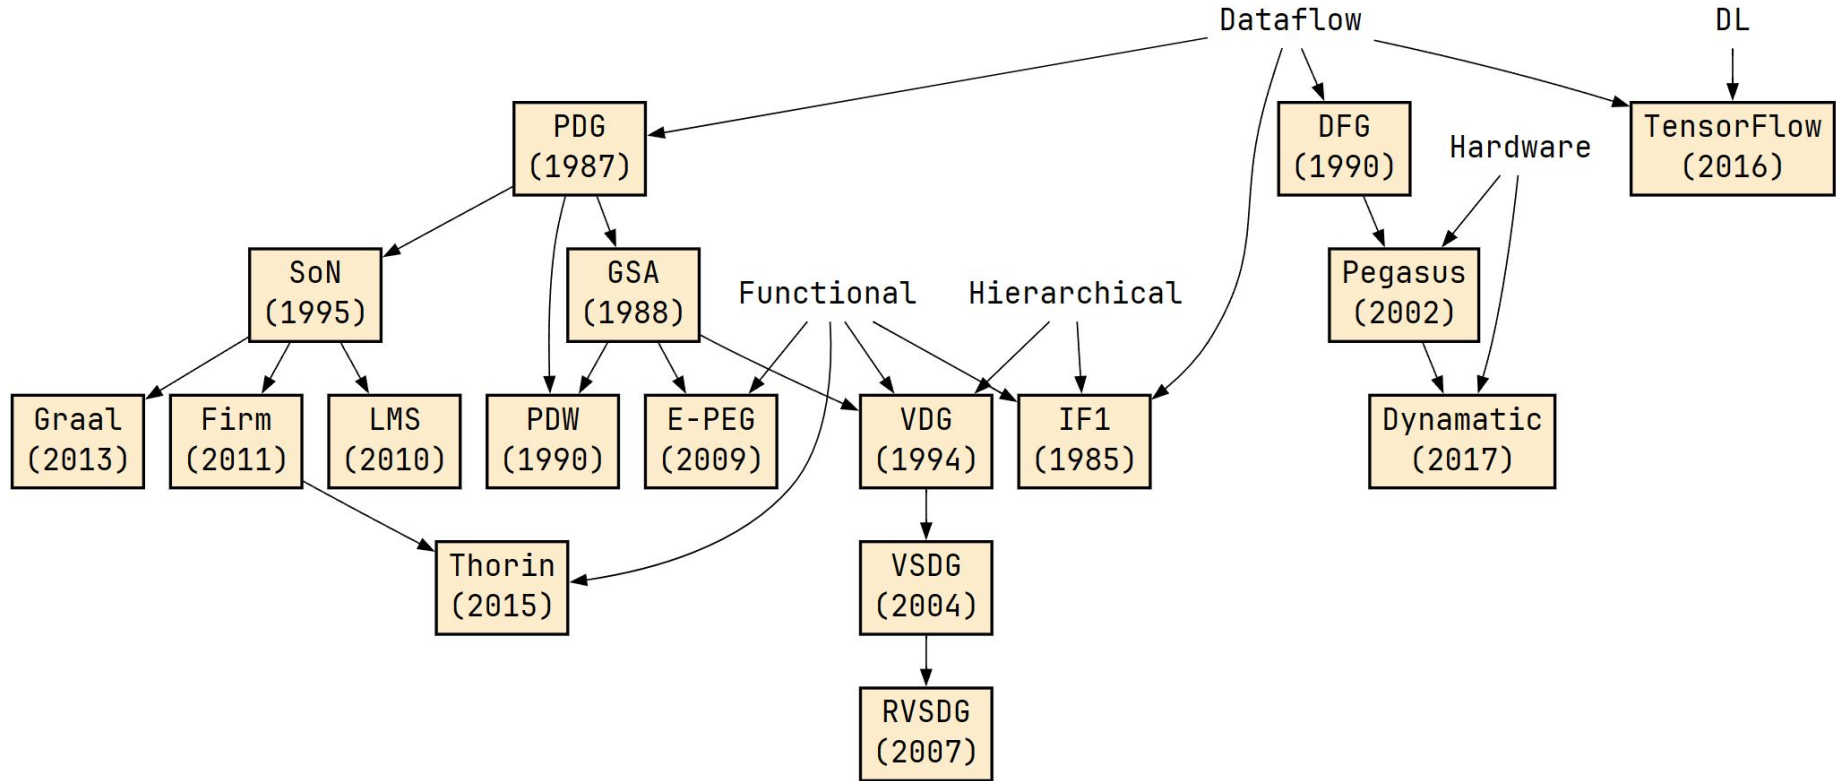 Dataflow
DL
PDG
(1987)
DFG
(1990)
Hardware
TensorFlow
(2016)
SoN
(1995)
GSA
(1988)
Functional
Hierarchical
Pegasus
(2002)
Graal
(2013)
Firm
(2011)
LMS
(2010)
PDW
(1990)
E-PEG
(2009)
VDG
(1994)
IF1
(1985)
Dynamatic
(2017)
Thorin
(2015)
VSDG
(2004)
RVSDG
(2007)